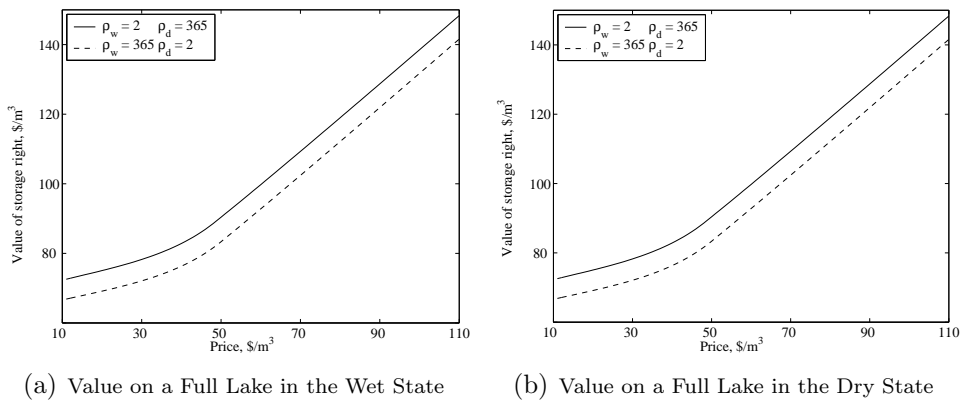 ρw = 2 ρd = 365
ρw = 365 ρd = 2
140
120
100
80
10 30 50 70 90 110
Value of storage right, $/m³
Price, $/m³
(a) Value on a Full Lake in the Wet State
ρw = 2 ρd = 365
ρw = 365 ρd = 2
140
120
100
80
10 30 50 70 90 110
Value of storage right, $/m³
Price, $/m³
(b) Value on a Full Lake in the Dry State